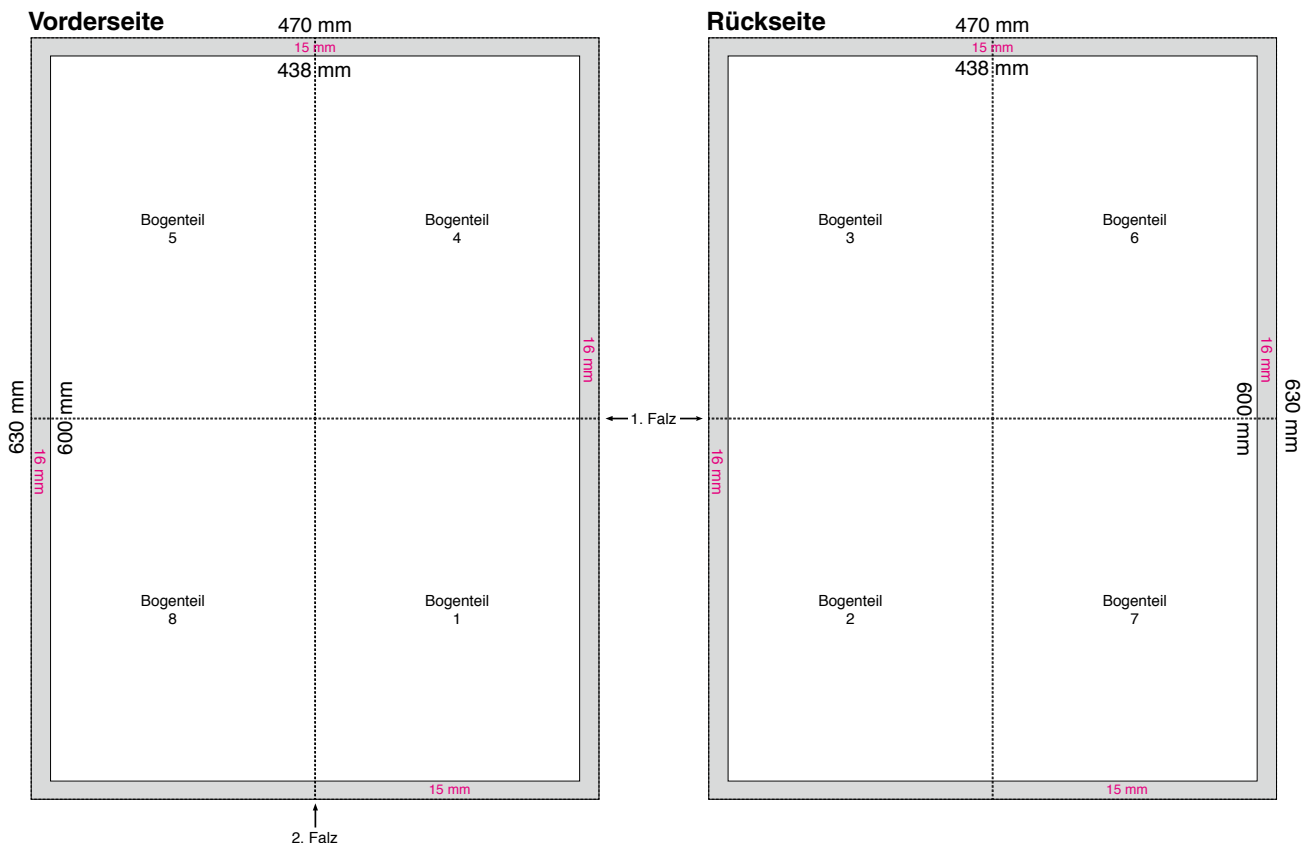 Vorderseite
470 mm
15 mm
438 mm
Bogenteil
5
Bogenteil
4
16 mm
630 mm
600 mm
16 mm
Bogenteil
8
Bogenteil
1
15 mm
2. Falz
1. Falz
Rückseite
470 mm
15 mm
438 mm
Bogenteil
3
Bogenteil
6
16 mm
600 mm
630 mm
16 mm
Bogenteil
2
Bogenteil
7
15 mm